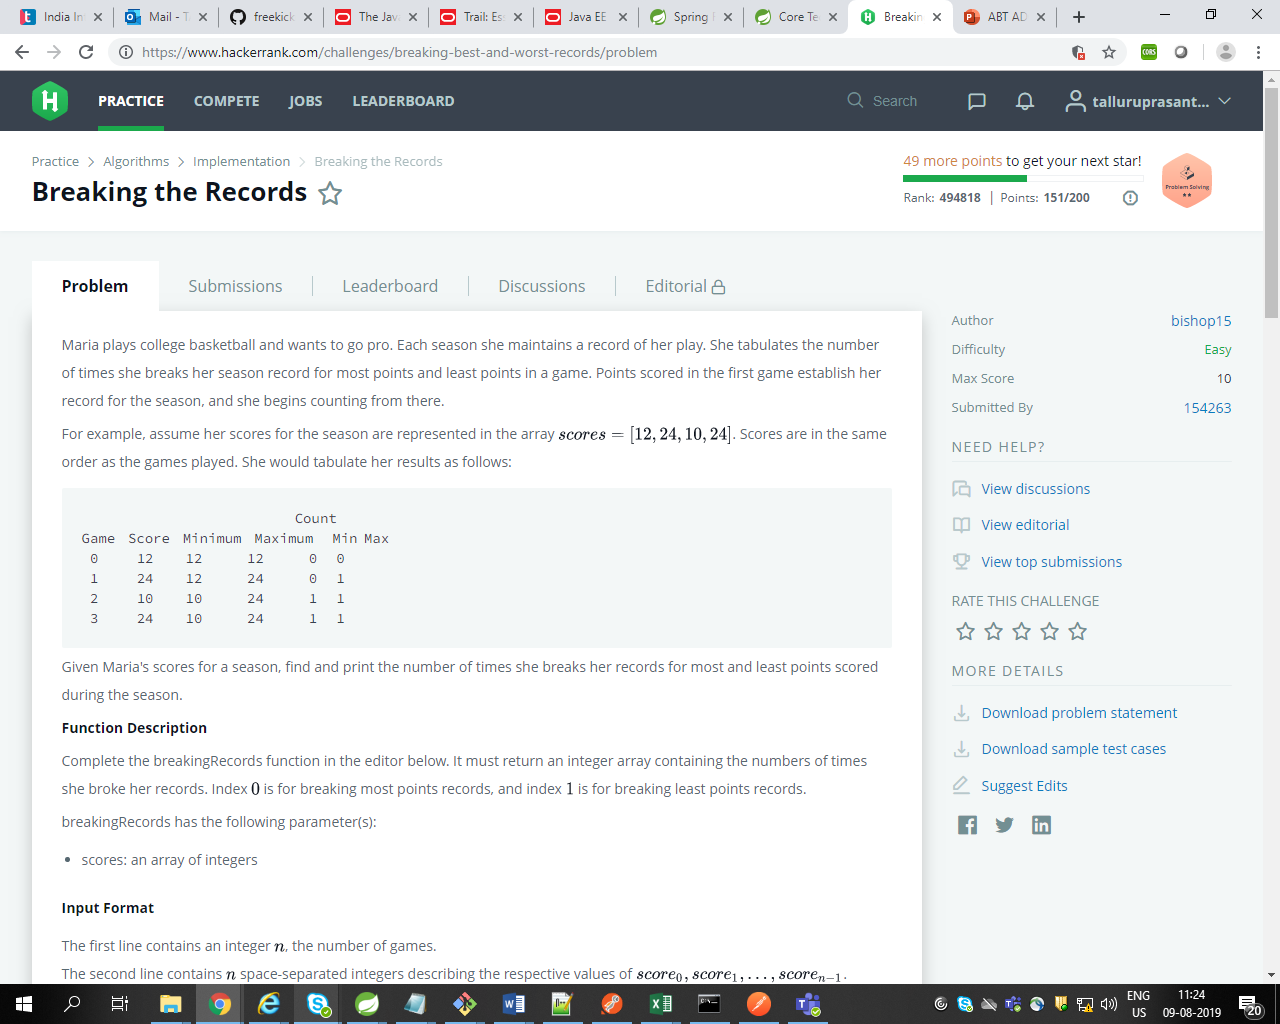 India In
Mail - T
freekick
The Jav
Trail: Es
Java EE
Spring
Core Te
Breakin
ABT AD
https://www.hackerrank.com/challenges/breaking-best-and-worst-records/problem
CORS
H
PRACTICE
COMPETE
JOBS
LEADERBOARD
Search
talluruprasant...
Practice > Algorithms > Implementation > Breaking the Records
Breaking the Records
49 more points to get your next star!
Rank: 494818 | Points: 151/200
Problem Solving
Problem
Submissions
Leaderboard
Discussions
Editorial
Maria plays college basketball and wants to go pro. Each season she maintains a record of her play. She tabulates the number
of times she breaks her season record for most points and least points in a game. Points scored in the first game establish her
record for the season, and she begins counting from there.
For example, assume her scores for the season are represented in the array scores = [12, 24, 10, 24]. Scores are in the same
order as the games played. She would tabulate her results as follows:
Count
Game Score Minimum Maximum Min Max
0 12 12 12 0 0
1 24 12 24 0 1
2 10 10 24 1 1
3 24 10 24 1 1
Given Maria's scores for a season, find and print the number of times she breaks her records for most and least points scored
during the season.
Function Description
Complete the breakingRecords function in the editor below. It must return an integer array containing the numbers of times
she broke her records. Index 0 is for breaking most points records, and index 1 is for breaking least points records.
breakingRecords has the following parameter(s):
• scores: an array of integers
Input Format
The first line contains an integer n, the number of games.
The second line contains n space-separated integers describing the respective values of score₀, score₁, . . . , scoreₙ₋₁.
Author bishop15
Difficulty Easy
Max Score 10
Submitted By 154263
NEED HELP?
View discussions
View editorial
View top submissions
RATE THIS CHALLENGE
MORE DETAILS
Download problem statement
Download sample test cases
Suggest Edits
ENG
US
11:24
09-08-2019
20